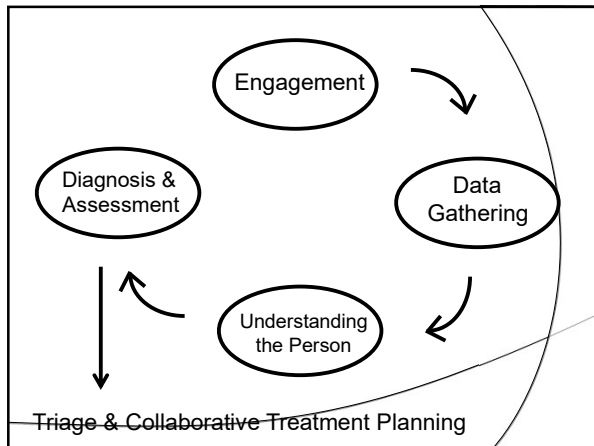 Engagement
Data
Gathering
Understanding
the Person
Diagnosis &
Assessment
Triage & Collaborative Treatment Planning